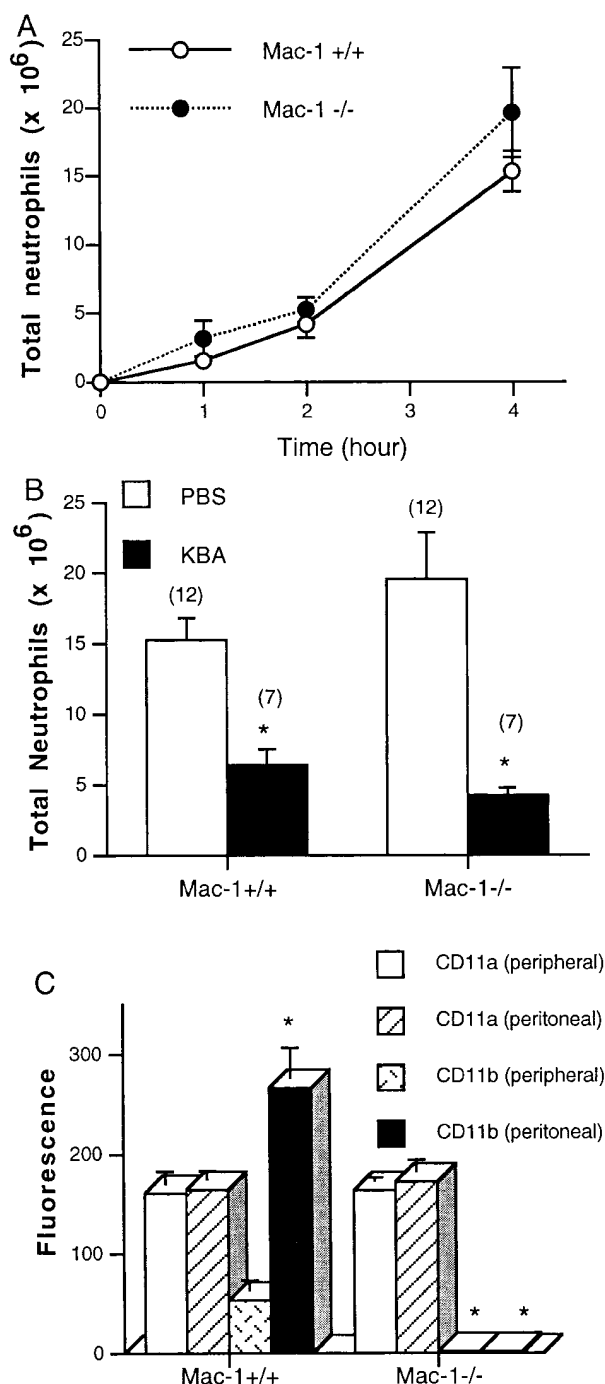 A
Total neutrophils (x 10^6)
25
20
15
10
5
0
Mac-1 +/+
Mac-1 -/-
0 1 2 3 4
Time (hour)
B
Total Neutrophils (x 10^6)
25
20
15
10
5
0
PBS
KBA
(12)
(7)
*
(12)
(7)
*
Mac-1+/+ Mac-1-/-
C
Fluorescence
300
200
100
0
CD11a (peripheral)
CD11a (peritoneal)
CD11b (peripheral)
CD11b (peritoneal)
*
* *
Mac-1+/+ Mac-1-/-